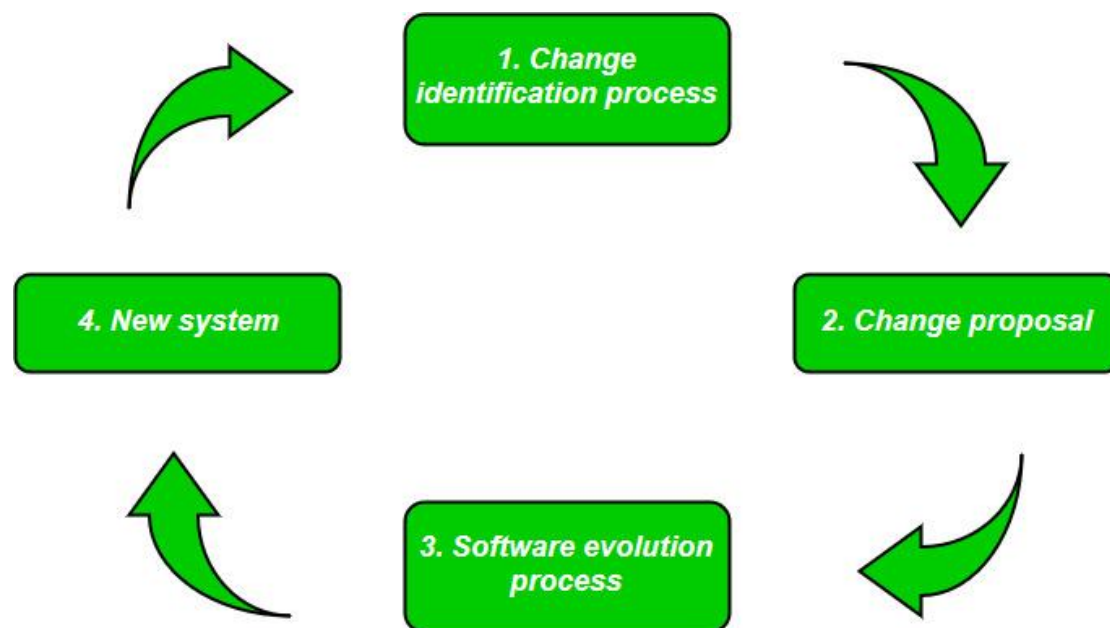 1. Change
identification process
2. Change proposal
3. Software evolution
process
4. New system